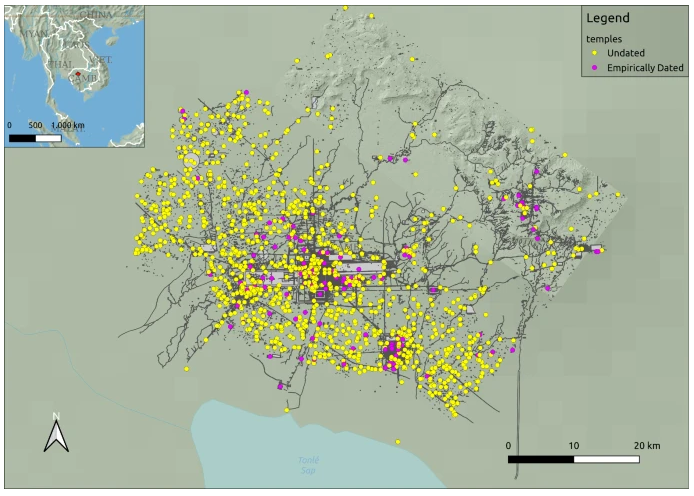 CHINA
MYAN
LAOS
VIET.
THAI.
CAMB.
0 500 1,000 km
Legend
temples
Undated
Empirically Dated
N
Tonlé
Sap
0 10 20 km